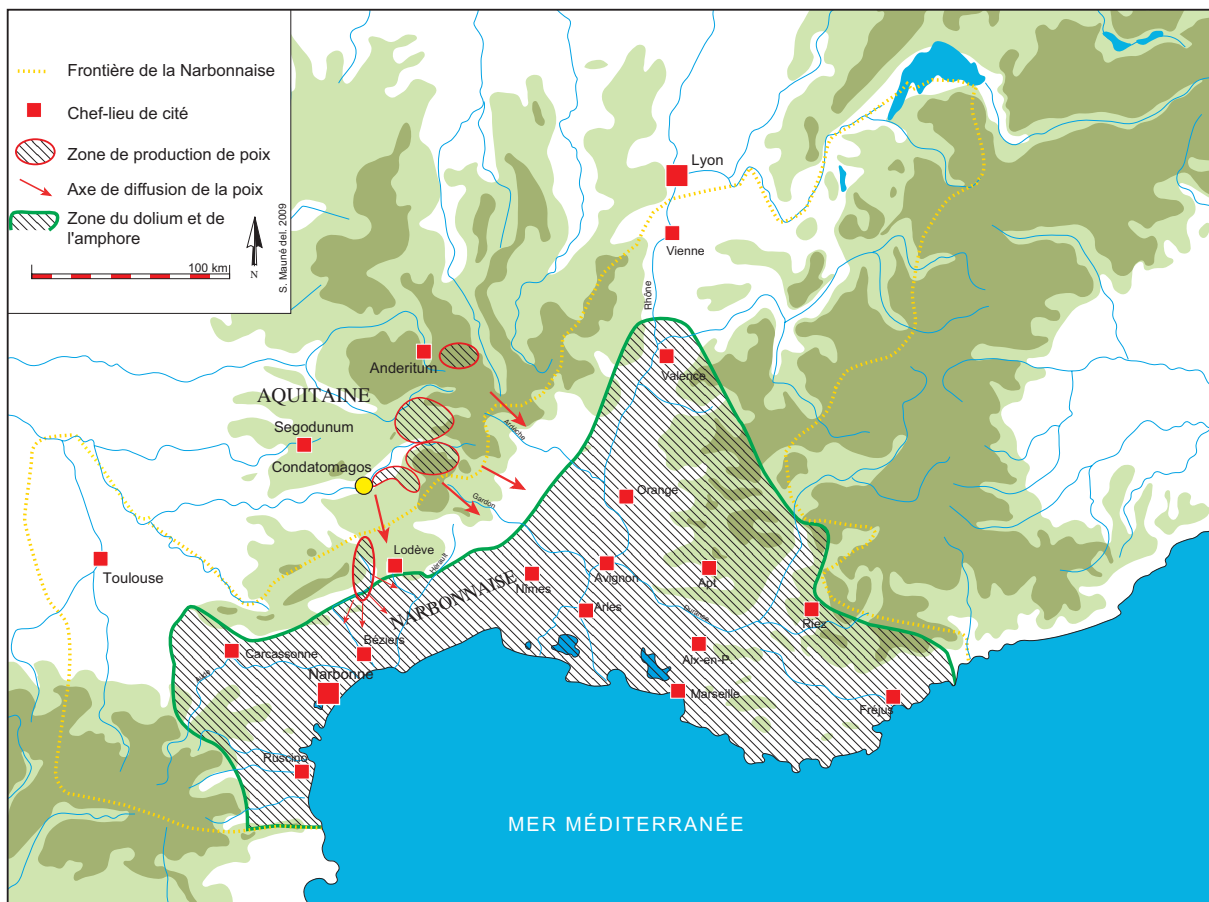 Frontière de la Narbonnaise
Chef-lieu de cité
Zone de production de poix
Axe de diffusion de la poix
Zone du dolium et de
l'amphore
100 km
N
S. Mauné del. 2009
Lyon
Vienne
Rhône
Anderitum
Valence
AQUITAINE
Segodunum
Ardèche
Condatomagos
Orange
Gardon
Lodève
Hérault
Toulouse
NARBONNAISE
Nîmes
Avignon
Apt
Arles
Durance
Riez
Béziers
Carcassonne
Aude
Aix-en-P.
Narbonne
Marseille
Fréjus
Ruscino
MER MÉDITERRANÉE